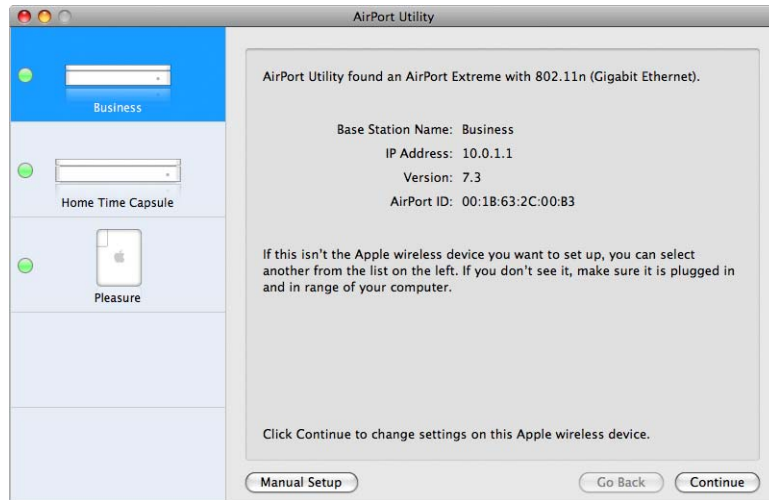 AirPort Utility
Business
Home Time Capsule
Pleasure
AirPort Utility found an AirPort Extreme with 802.11n (Gigabit Ethernet).
Base Station Name: Business
IP Address: 10.0.1.1
Version: 7.3
AirPort ID: 00:1B:63:2C:00:B3
If this isn't the Apple wireless device you want to set up, you can select
another from the list on the left. If you don't see it, make sure it is plugged in
and in range of your computer.
Click Continue to change settings on this Apple wireless device.
Manual Setup
Go Back
Continue